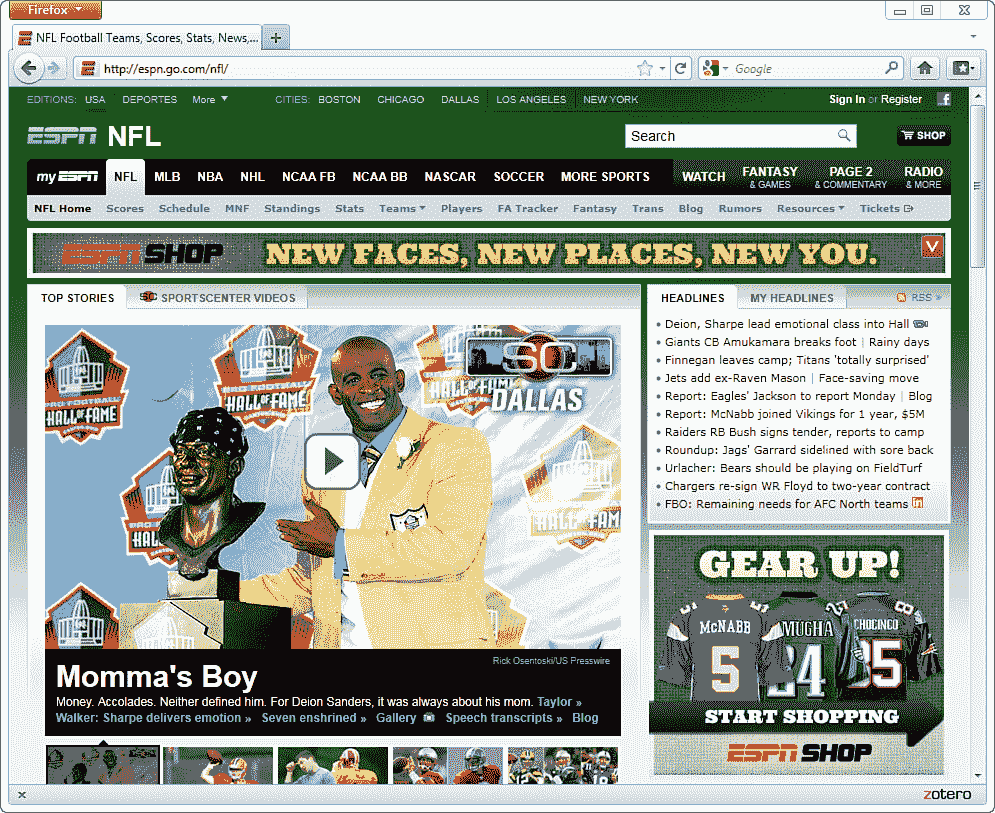 Firefox
NFL Football Teams, Scores, Stats, News,...
http://espn.go.com/nfl/
Google
EDITIONS: USA DEPORTES More CITIES: BOSTON CHICAGO DALLAS LOS ANGELES NEW YORK Sign In or Register
ESPN NFL
Search
SHOP
myESPN NFL MLB NBA NHL NCAA FB NCAA BB NASCAR SOCCER MORE SPORTS WATCH FANTASY & GAMES PAGE 2 & COMMENTARY RADIO & MORE
NFL Home Scores Schedule MNF Standings Stats Teams Players FA Tracker Fantasy Trans Blog Rumors Resources Tickets
ESPN SHOP NEW FACES, NEW PLACES, NEW YOU.
TOP STORIES SC SPORTSCENTER VIDEOS
PRO FOOTBALL
HALL OF FAME
SC
DALLAS
Rick Osentoski/US Presswire
Momma's Boy
Money. Accolades. Neither defined him. For Deion Sanders, it was always about his mom. Taylor »
Walker: Sharpe delivers emotion » Seven enshrined » Gallery Speech transcripts » Blog
HEADLINES MY HEADLINES RSS »
• Deion, Sharpe lead emotional class into Hall
• Giants CB Amukamara breaks foot | Rainy days
• Finnegan leaves camp; Titans 'totally surprised'
• Jets add ex-Raven Mason | Face-saving move
• Report: Eagles' Jackson to report Monday | Blog
• Report: McNabb joined Vikings for 1 year, $5M
• Raiders RB Bush signs tender, reports to camp
• Roundup: Jags' Garrard sidelined with sore back
• Urlacher: Bears should be playing on FieldTurf
• Chargers re-sign WR Floyd to two-year contract
• FBO: Remaining needs for AFC North teams
GEAR UP!
McNABB MUGHA CHOCINCO
5 24 85
START SHOPPING
ESPN SHOP
zotero